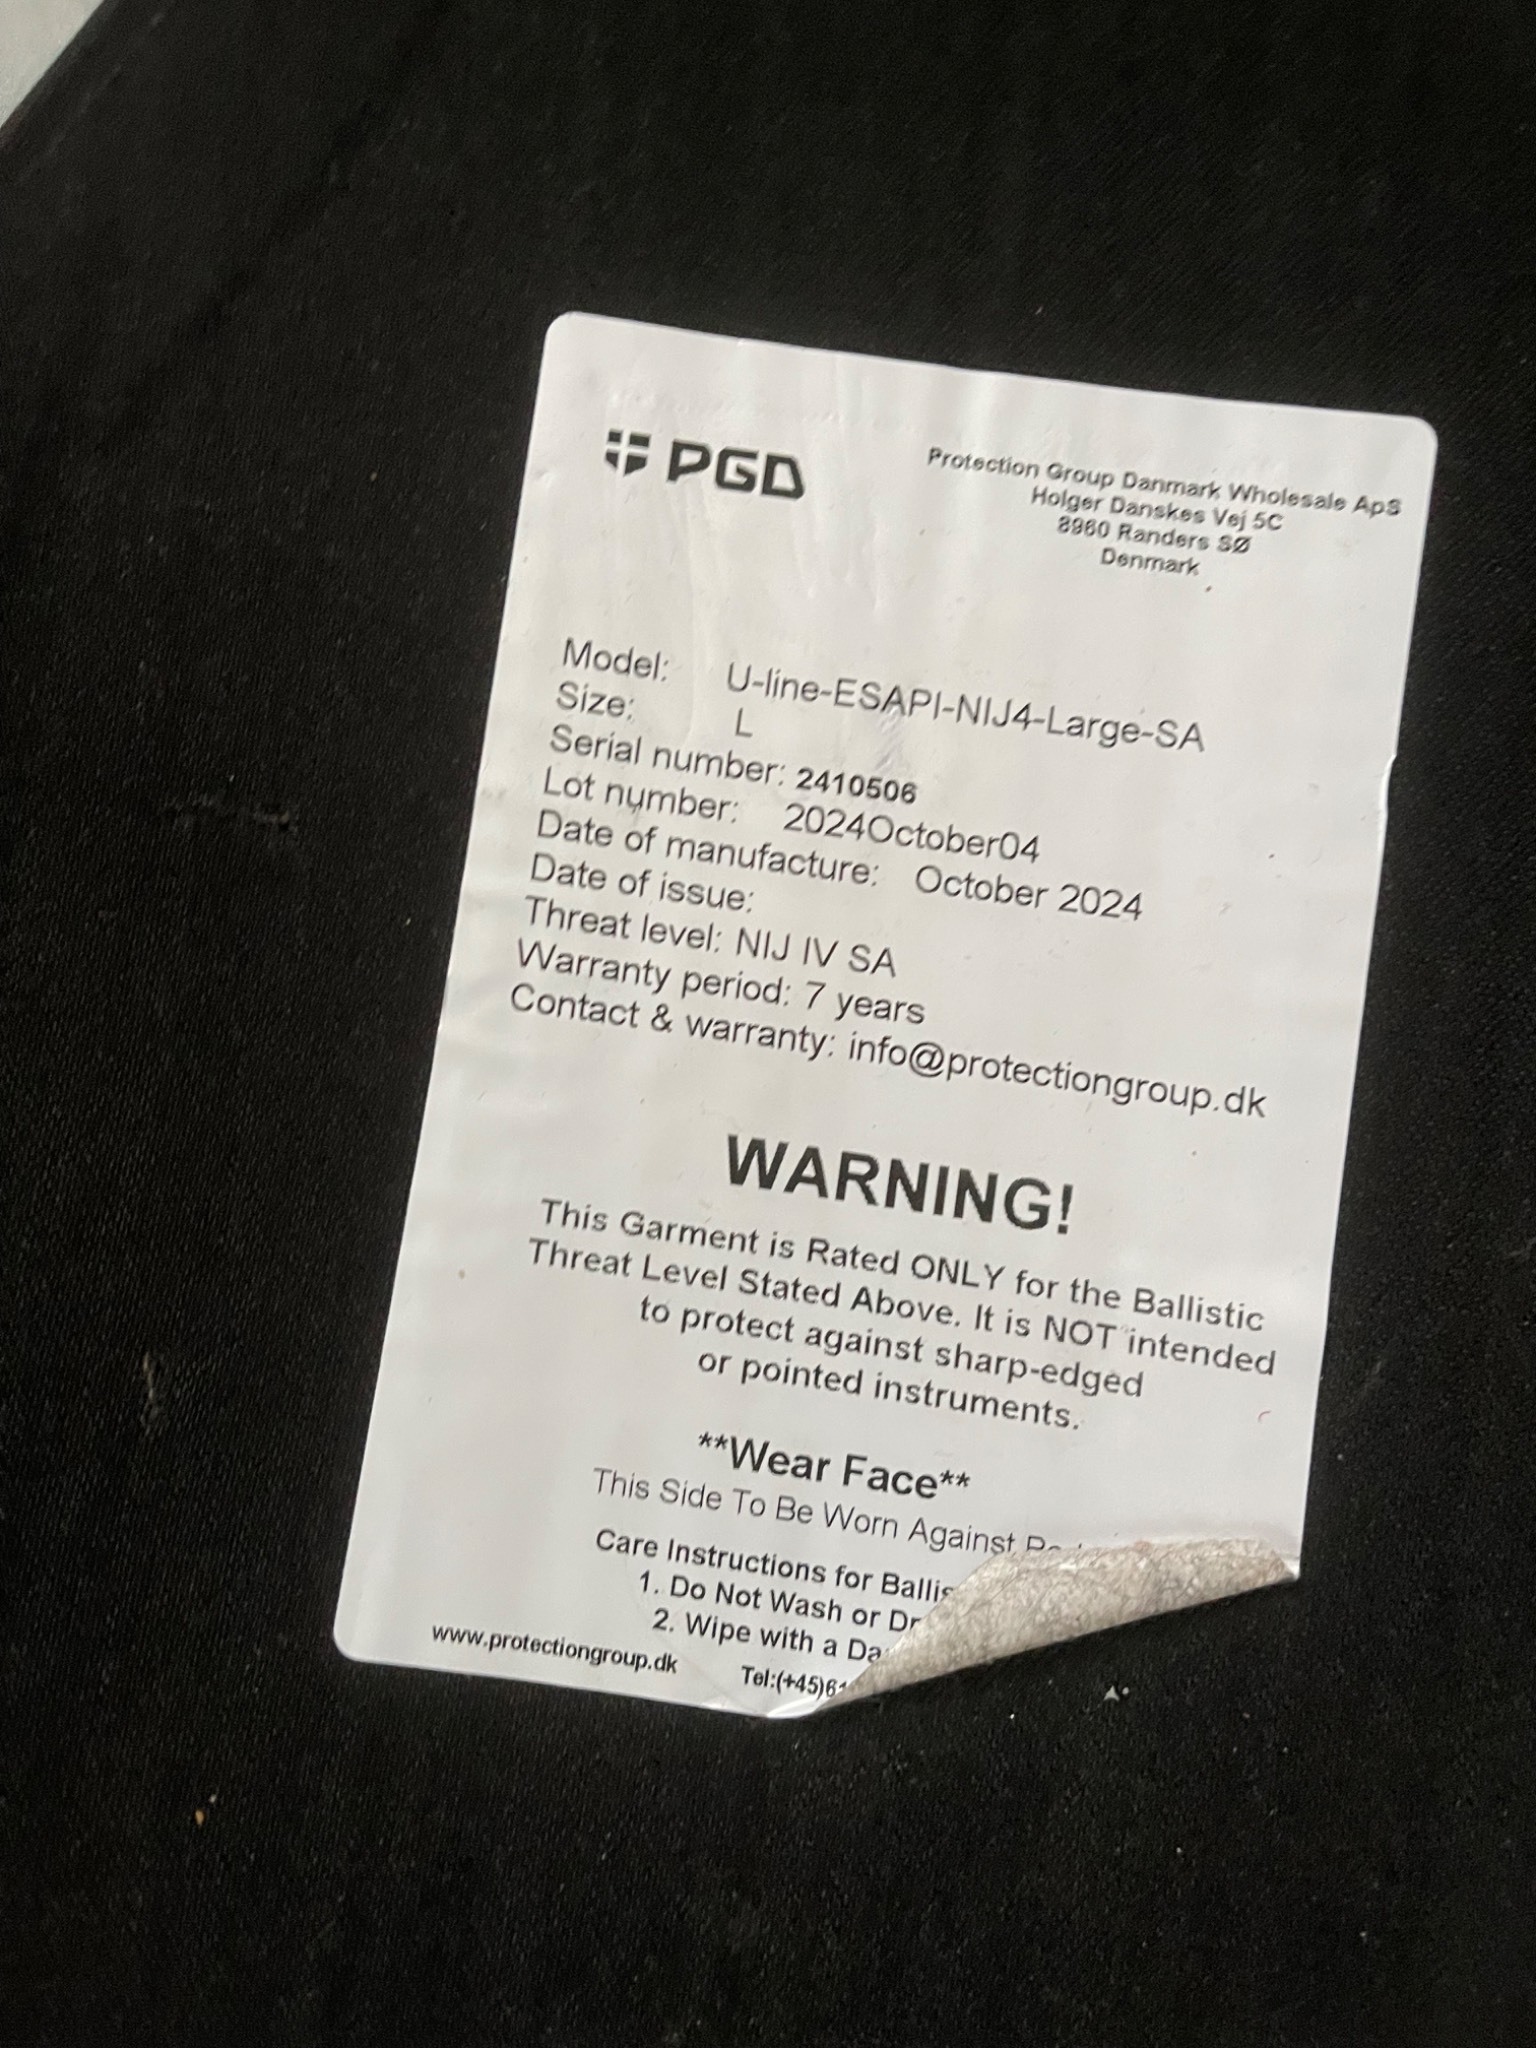 PGD
Protection Group Danmark Wholesale ApS
Holger Danskes Vej 5C
8960 Randers SØ
Denmark
Model: U-line-ESAPI-NIJ4-Large-SA
Size: L
Serial number: 2410506
Lot number: 2024October04
Date of manufacture: October 2024
Date of issue:
Threat level: NIJ IV SA
Warranty period: 7 years
Contact & warranty: info@protectiongroup.dk
WARNING!
This Garment is Rated ONLY for the Ballistic
Threat Level Stated Above. It is NOT intended
to protect against sharp-edged
or pointed instruments.
**Wear Face**
This Side To Be Worn Against
Care Instructions for
1. Do Not Wash or
2. Wipe with a
www.protectiongroup.dk
Tel:(+45)